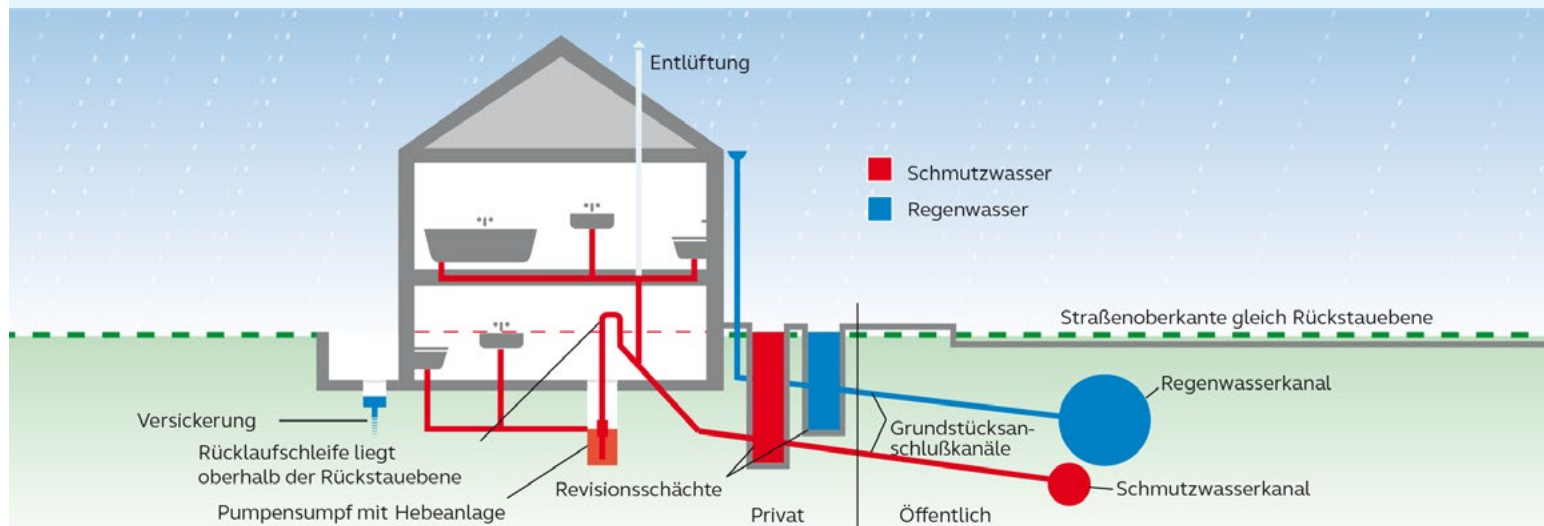 Entlüftung
Schmutzwasser
Regenwasser
Straßenoberkante gleich Rückstauebene
Regenwasserkanal
Versickerung
Rücklaufschleife liegt
oberhalb der Rückstauebene
Grundstücksan-
schlußkanäle
Revisionsschächte
Schmutzwasserkanal
Pumpensumpf mit Hebeanlage
Privat
Öffentlich